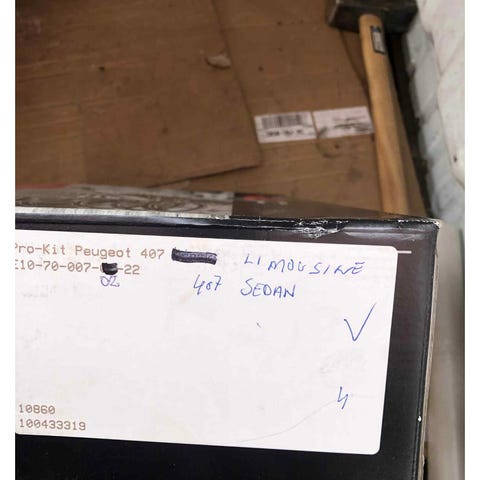 Pro-Kit Peugeot 407 LIMOUSINE
E10-70-007- -22
02 407 SEDAN
4
10860
100433319